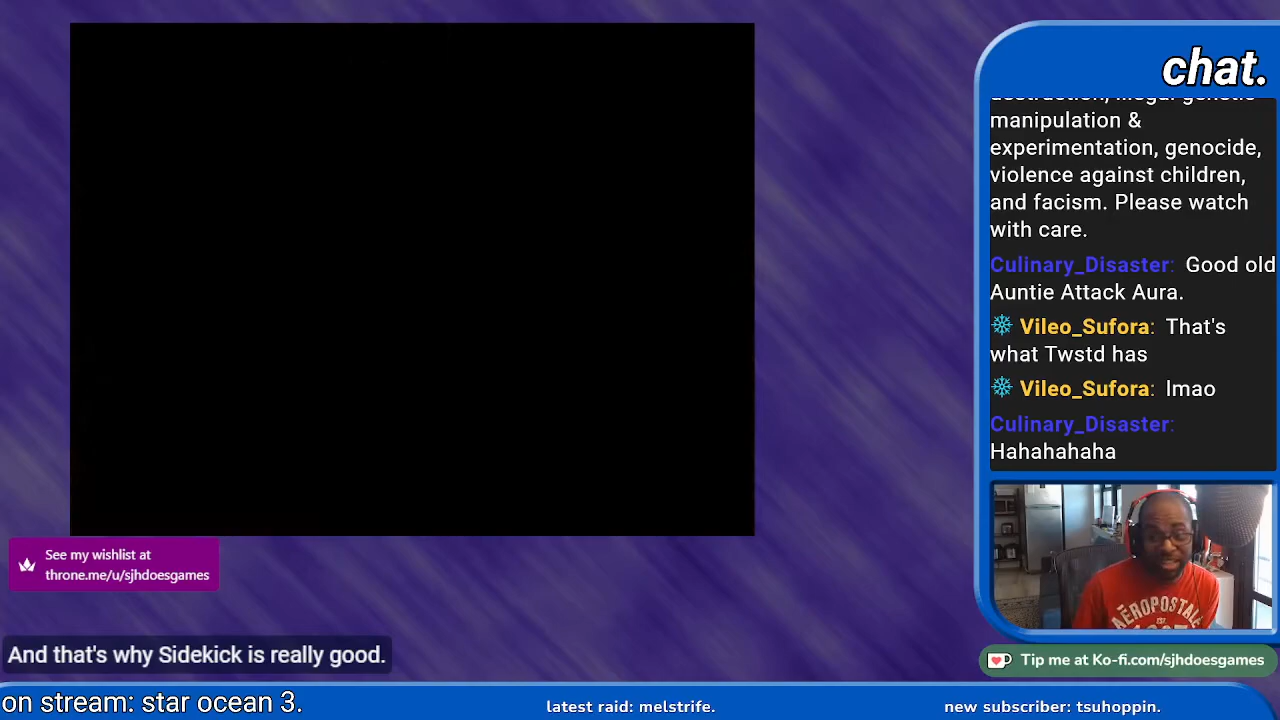 chat.
manipulation &
experimentation, genocide,
violence against children,
and facism. Please watch
with care.
Culinary_Disaster: Good old
Auntie Attack Aura.
Vileo_Sufora: That's
what Twstd has
Vileo_Sufora: lmao
Culinary_Disaster:
Hahahahaha
See my wishlist at
throne.me/u/sjhdoesgames
And that's why Sidekick is really good.
AÉROPOSTALE
Tip me at Ko-fi.com/sjhdoesgames
on stream: star ocean 3.
latest raid: melstrife.
new subscriber: tsuhoppin.